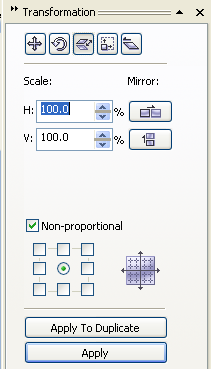 Transformation
Scale: Mirror:
H: 100.0 %
V: 100.0 %
Non-proportional
Apply To Duplicate
Apply